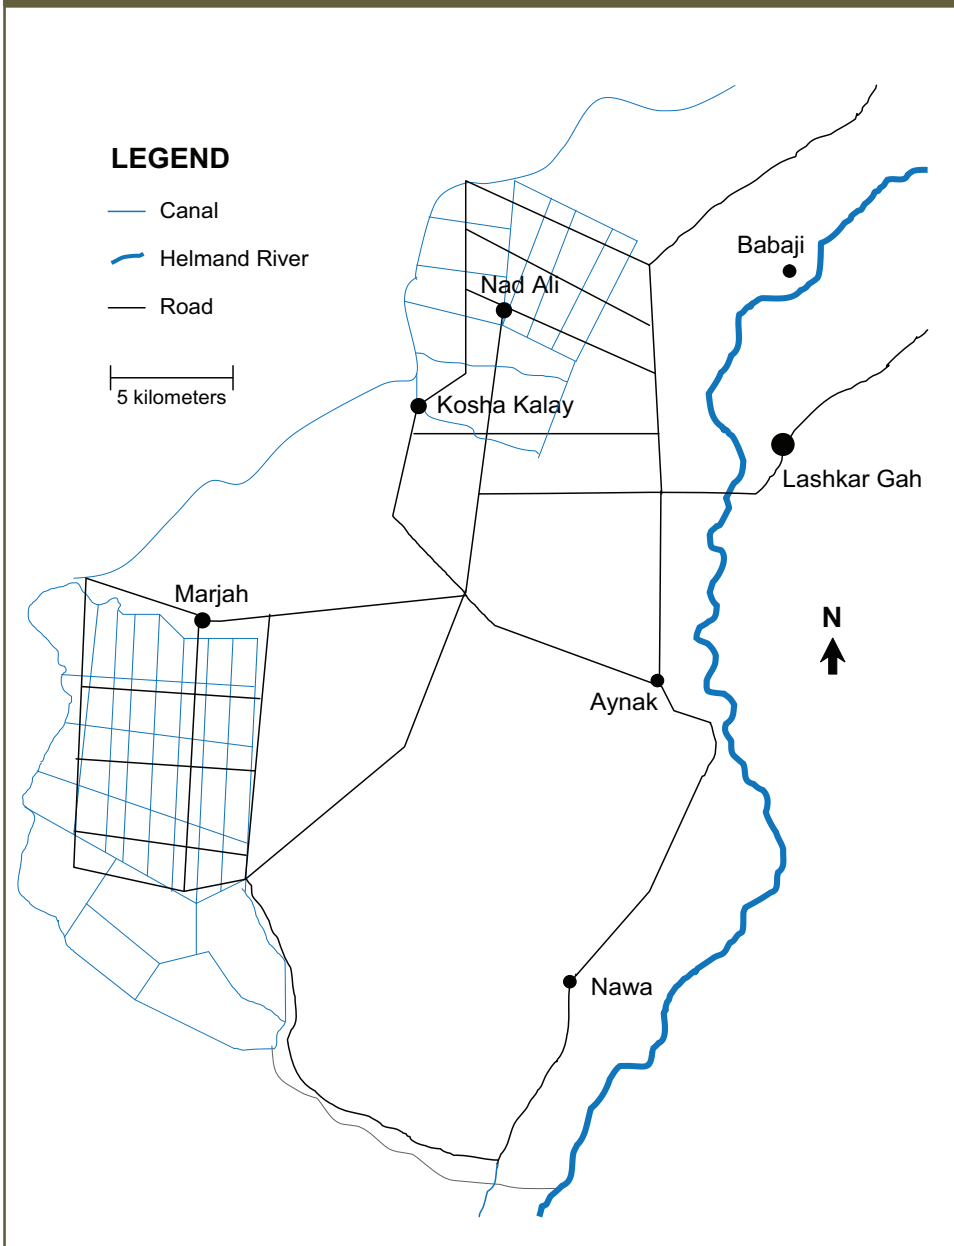 LEGEND
Canal
Helmand River
Road
5 kilometers
Babaji
Nad Ali
Kosha Kalay
Lashkar Gah
Marjah
N
Aynak
Nawa